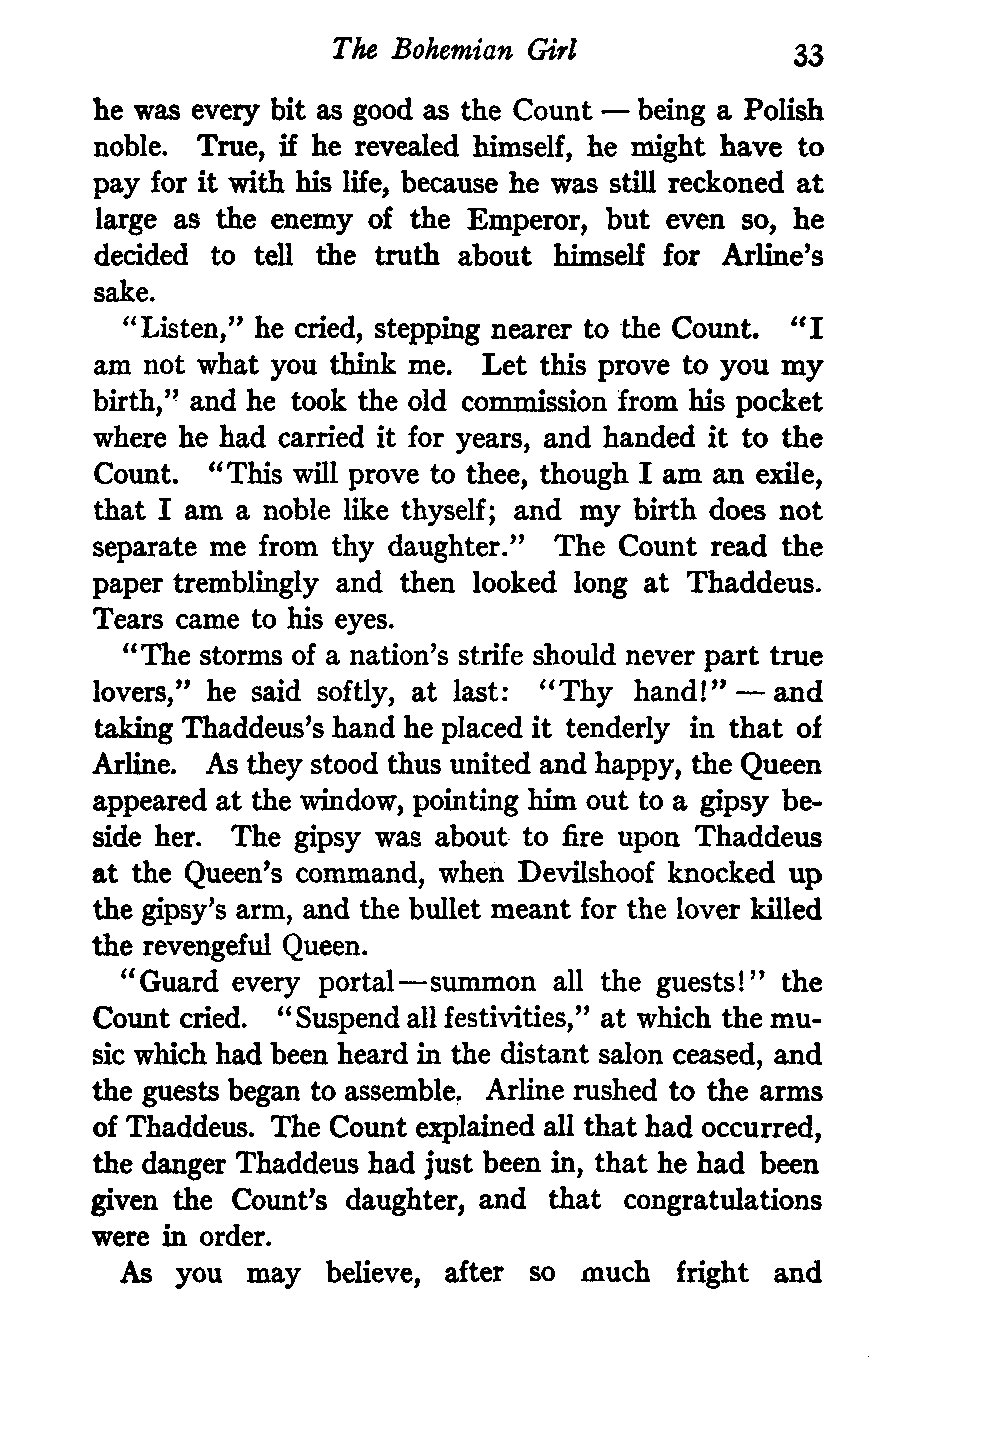 The Bohemian Girl 33
he was every bit as good as the Count — being a Polish
noble. True, if he revealed himself, he might have to
pay for it with his life, because he was still reckoned at
large as the enemy of the Emperor, but even so, he
decided to tell the truth about himself for Arline's
sake.
"Listen," he cried, stepping nearer to the Count. "I
am not what you think me. Let this prove to you my
birth," and he took the old commission from his pocket
where he had carried it for years, and handed it to the
Count. "This will prove to thee, though I am an exile,
that I am a noble like thyself; and my birth does not
separate me from thy daughter." The Count read the
paper tremblingly and then looked long at Thaddeus.
Tears came to his eyes.
"The storms of a nation's strife should never part true
lovers," he said softly, at last: "Thy hand!" — and
taking Thaddeus's hand he placed it tenderly in that of
Arline. As they stood thus united and happy, the Queen
appeared at the window, pointing him out to a gipsy be-
side her. The gipsy was about to fire upon Thaddeus
at the Queen's command, when Devilshoof knocked up
the gipsy's arm, and the bullet meant for the lover killed
the revengeful Queen.
"Guard every portal—summon all the guests!" the
Count cried. "Suspend all festivities," at which the mu-
sic which had been heard in the distant salon ceased, and
the guests began to assemble. Arline rushed to the arms
of Thaddeus. The Count explained all that had occurred,
the danger Thaddeus had just been in, that he had been
given the Count's daughter, and that congratulations
were in order.
As you may believe, after so much fright and